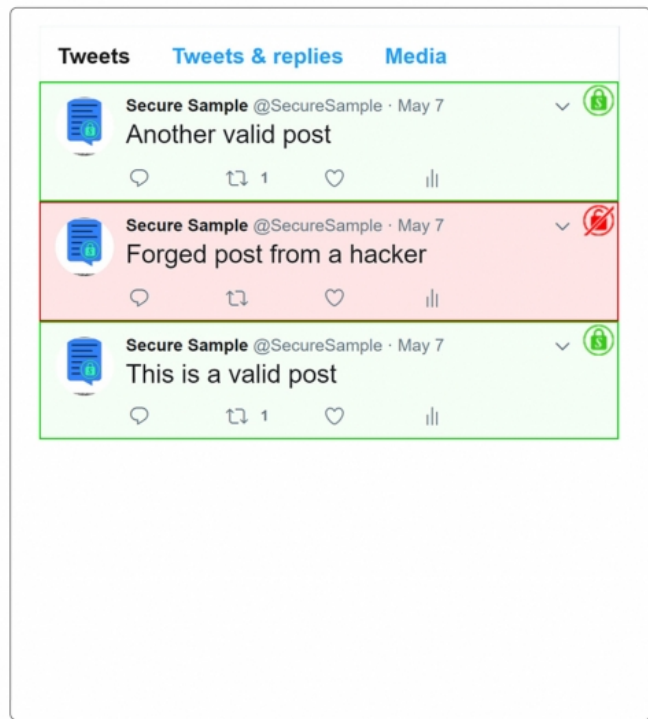 Tweets Tweets & replies Media
Secure Sample @SecureSample · May 7
Another valid post
1
Secure Sample @SecureSample · May 7
Forged post from a hacker
Secure Sample @SecureSample · May 7
This is a valid post
1